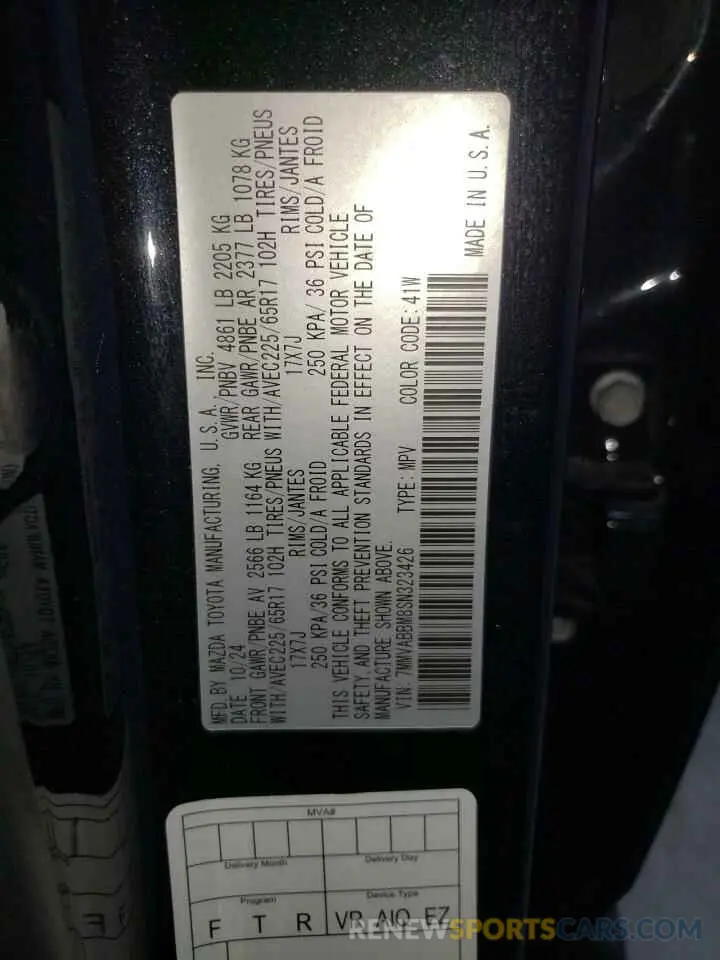 MFD. BY MAZDA TOYOTA MANUFACTURING, U.S.A., INC.
DATE 10/24 GVWR/PNBV 4861 LB 2205 KG
FRONT GAWR/PNBE AV 2566 LB 1164 KG REAR GAWR/PNBE AR 2377 LB 1078 KG
WITH/AVEC225/65R17 102H TIRES/PNEUS WITH/AVEC225/65R17 102H TIRES/PNEUS
17X7J RIMS/JANTES 17X7J RIMS/JANTES
250 KPA/36 PSI COLD/A FROID 250 KPA/ 36 PSI COLD/A FROID
THIS VEHICLE CONFORMS TO ALL APPLICABLE FEDERAL MOTOR VEHICLE
SAFETY, AND THEFT PREVENTION STANDARDS IN EFFECT ON THE DATE OF
MANUFACTURE SHOWN ABOVE.
VIN: 7MMVABBM8SN323426 TYPE: MPV COLOR CODE: 41W
MADE IN U.S.A.
MVA#
Delivery Month Delivery Day
Program Device Type
F T R VP AIO EZ
RENEWSPORTSCARS.COM